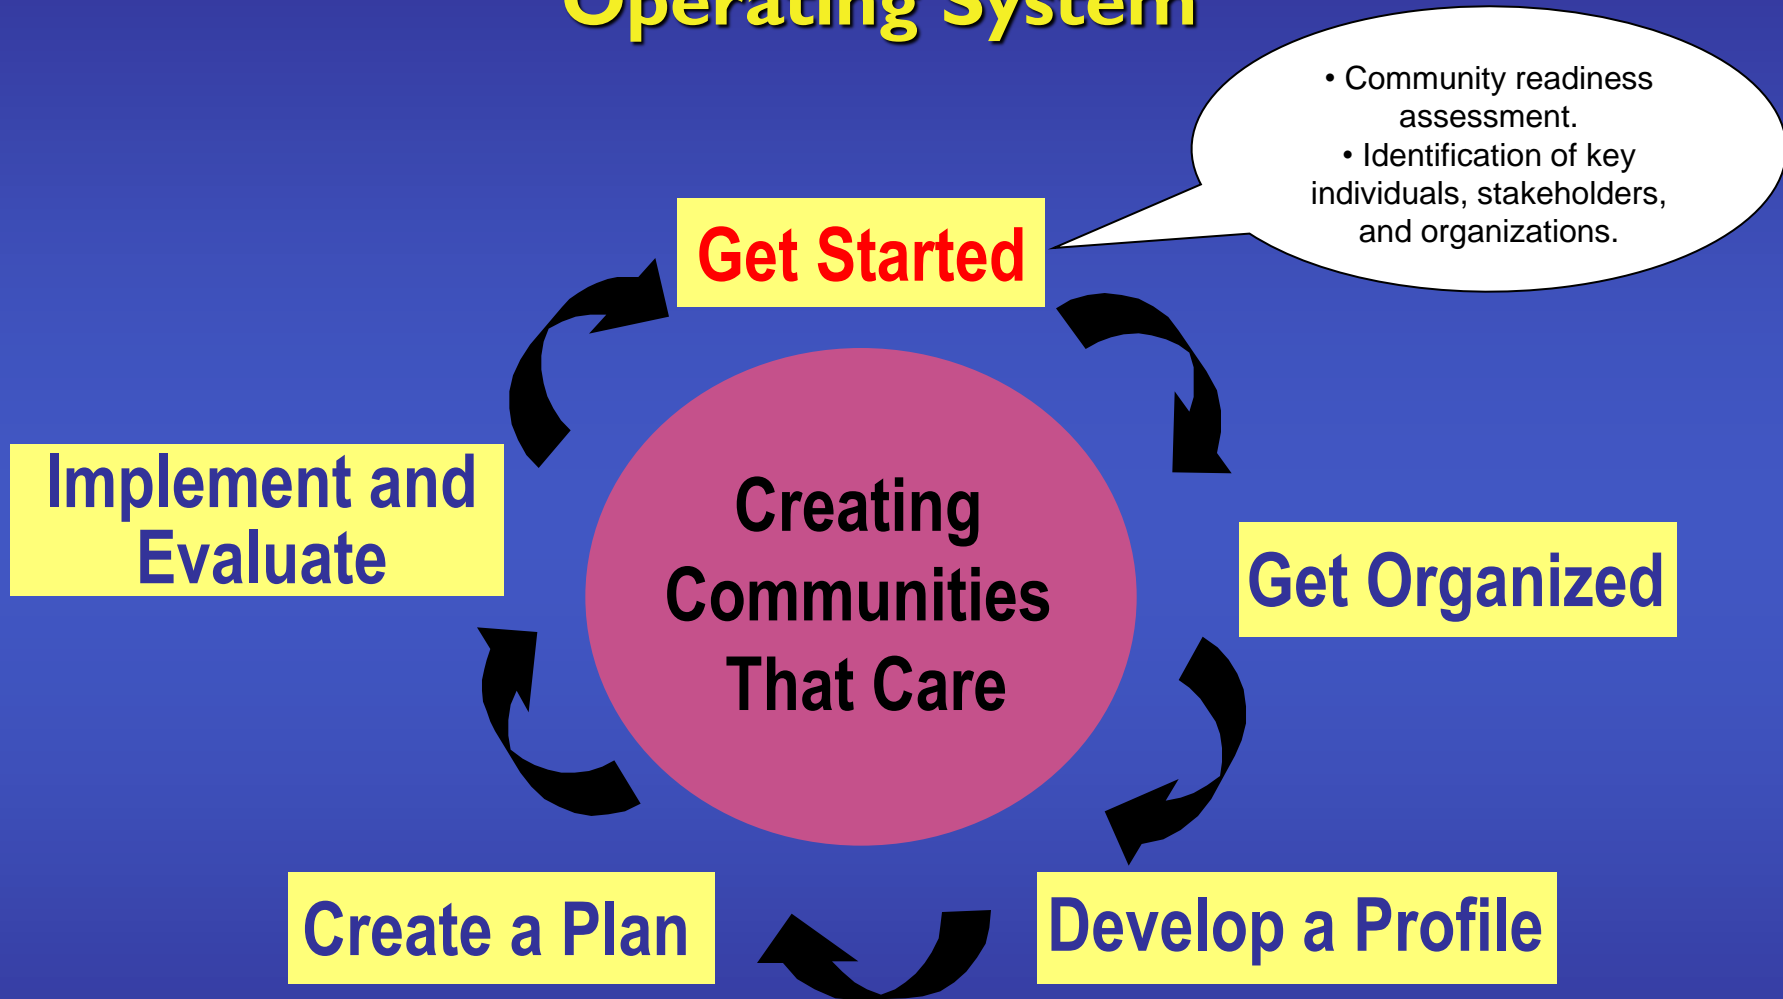 Operating System
• Community readiness
assessment.
• Identification of key
individuals, stakeholders,
and organizations.
Get Started
Implement and
Evaluate
Creating
Communities
That Care
Get Organized
Create a Plan
Develop a Profile